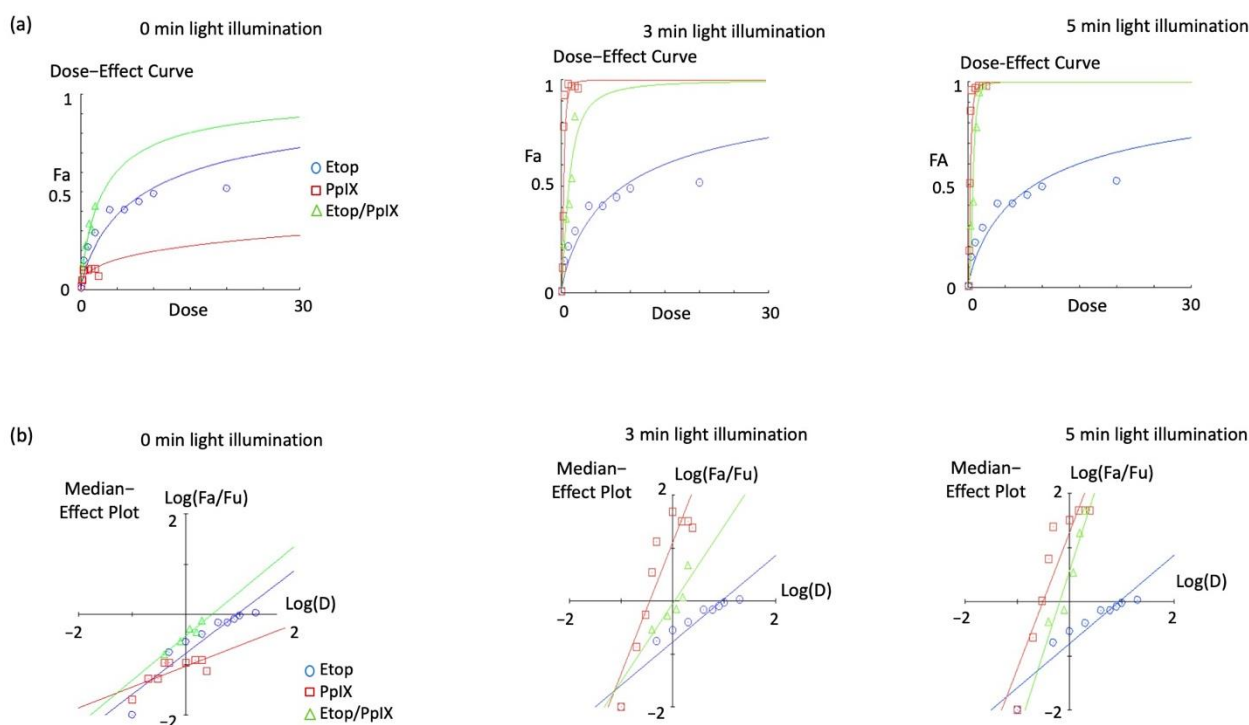 (a)
0 min light illumination
3 min light illumination
5 min light illumination
Dose–Effect Curve
1
Fa
0.5
0
0
30
Dose
Etop
PpIX
Etop/PpIX
Dose–Effect Curve
1
Fa
0.5
0
0
30
Dose
Dose-Effect Curve
1
FA
0.5
0
0
30
Dose
(b)
0 min light illumination
3 min light illumination
5 min light illumination
Median–
Effect Plot
Log(Fa/Fu)
2
Log(D)
−2
2
−2
Etop
PpIX
Etop/PpIX
Median–
Effect Plot
Log(Fa/Fu)
2
Log(D)
−2
2
−2
Median–
Effect Plot
Log(Fa/Fu)
2
Log(D)
−2
2
−2